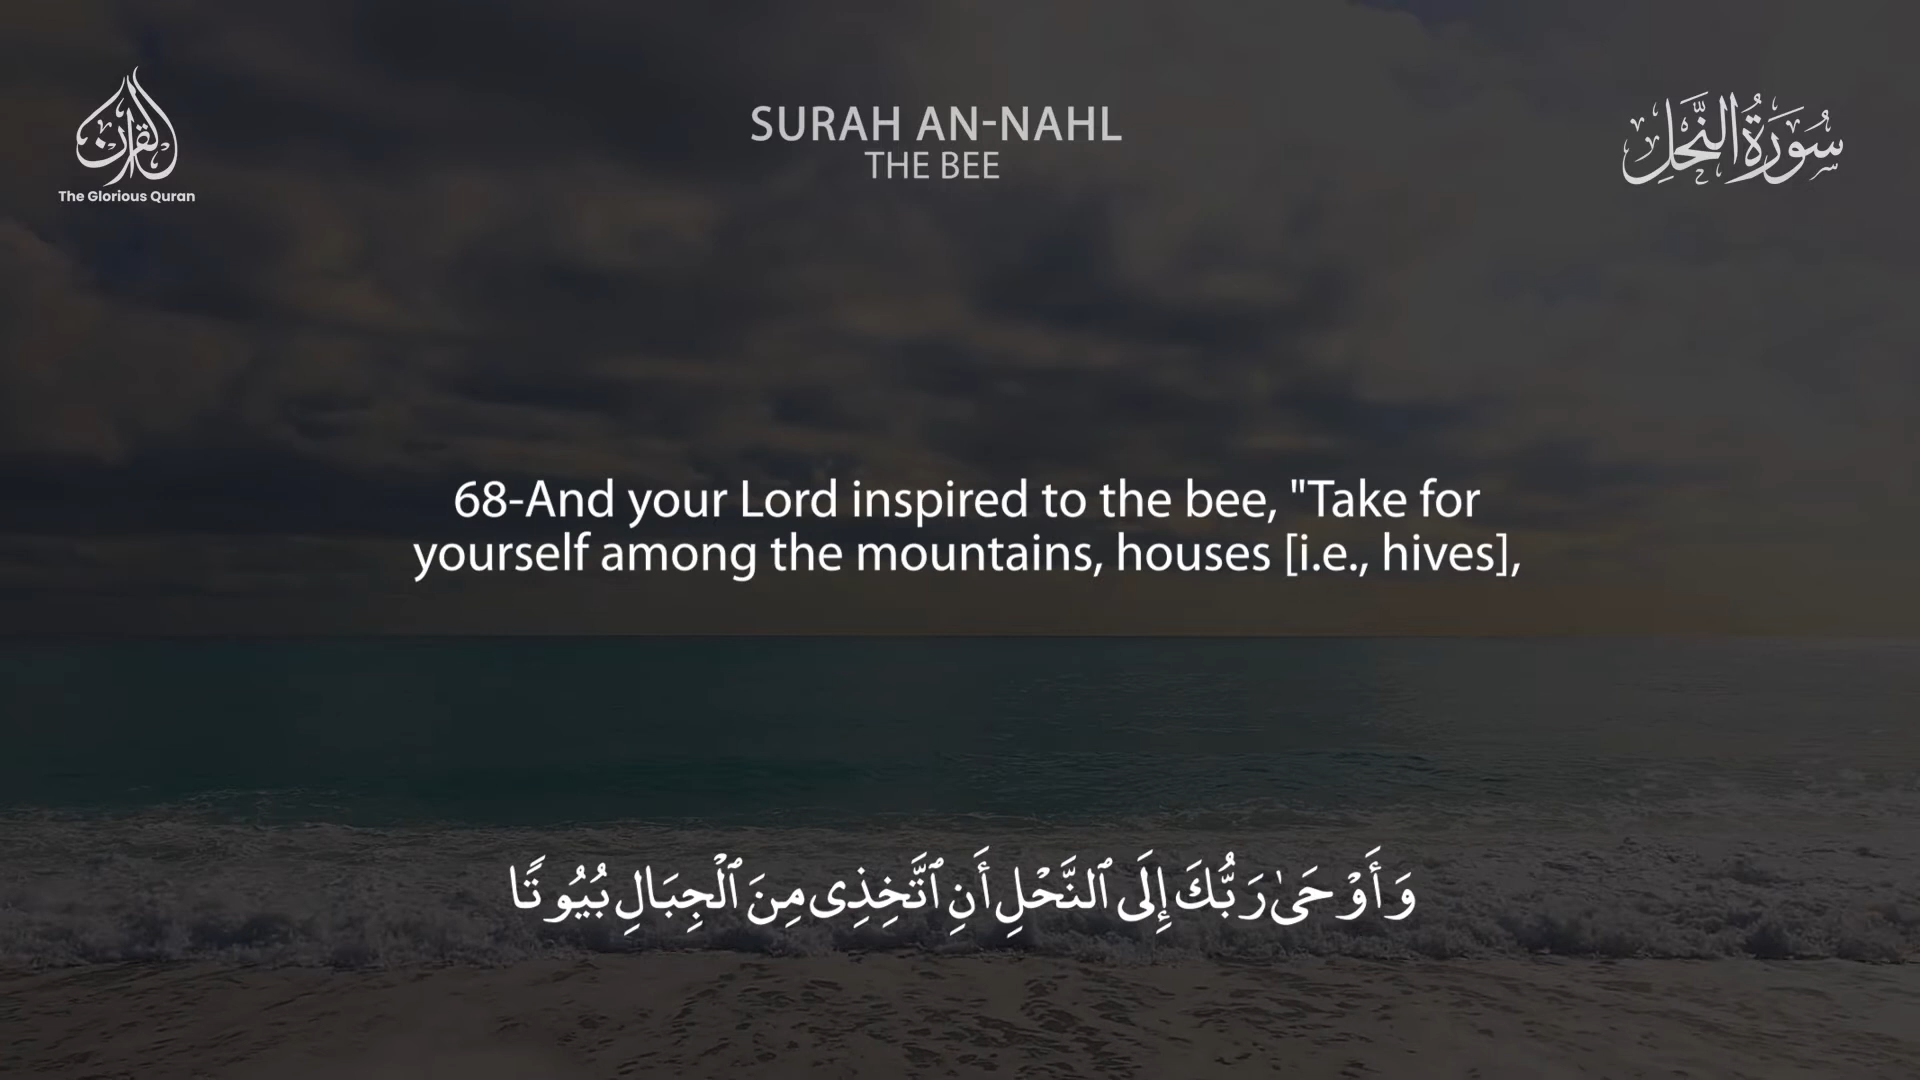 القرآن
The Glorious Quran
SURAH AN-NAHL
THE BEE
سُورَةُ النَّحْلِ
68-And your Lord inspired to the bee, "Take for
yourself among the mountains, houses [i.e., hives],
وَأَوْحَىٰ رَبُّكَ إِلَى ٱلنَّحْلِ أَنِ ٱتَّخِذِى مِنَ ٱلْجِبَالِ بُيُوتًا